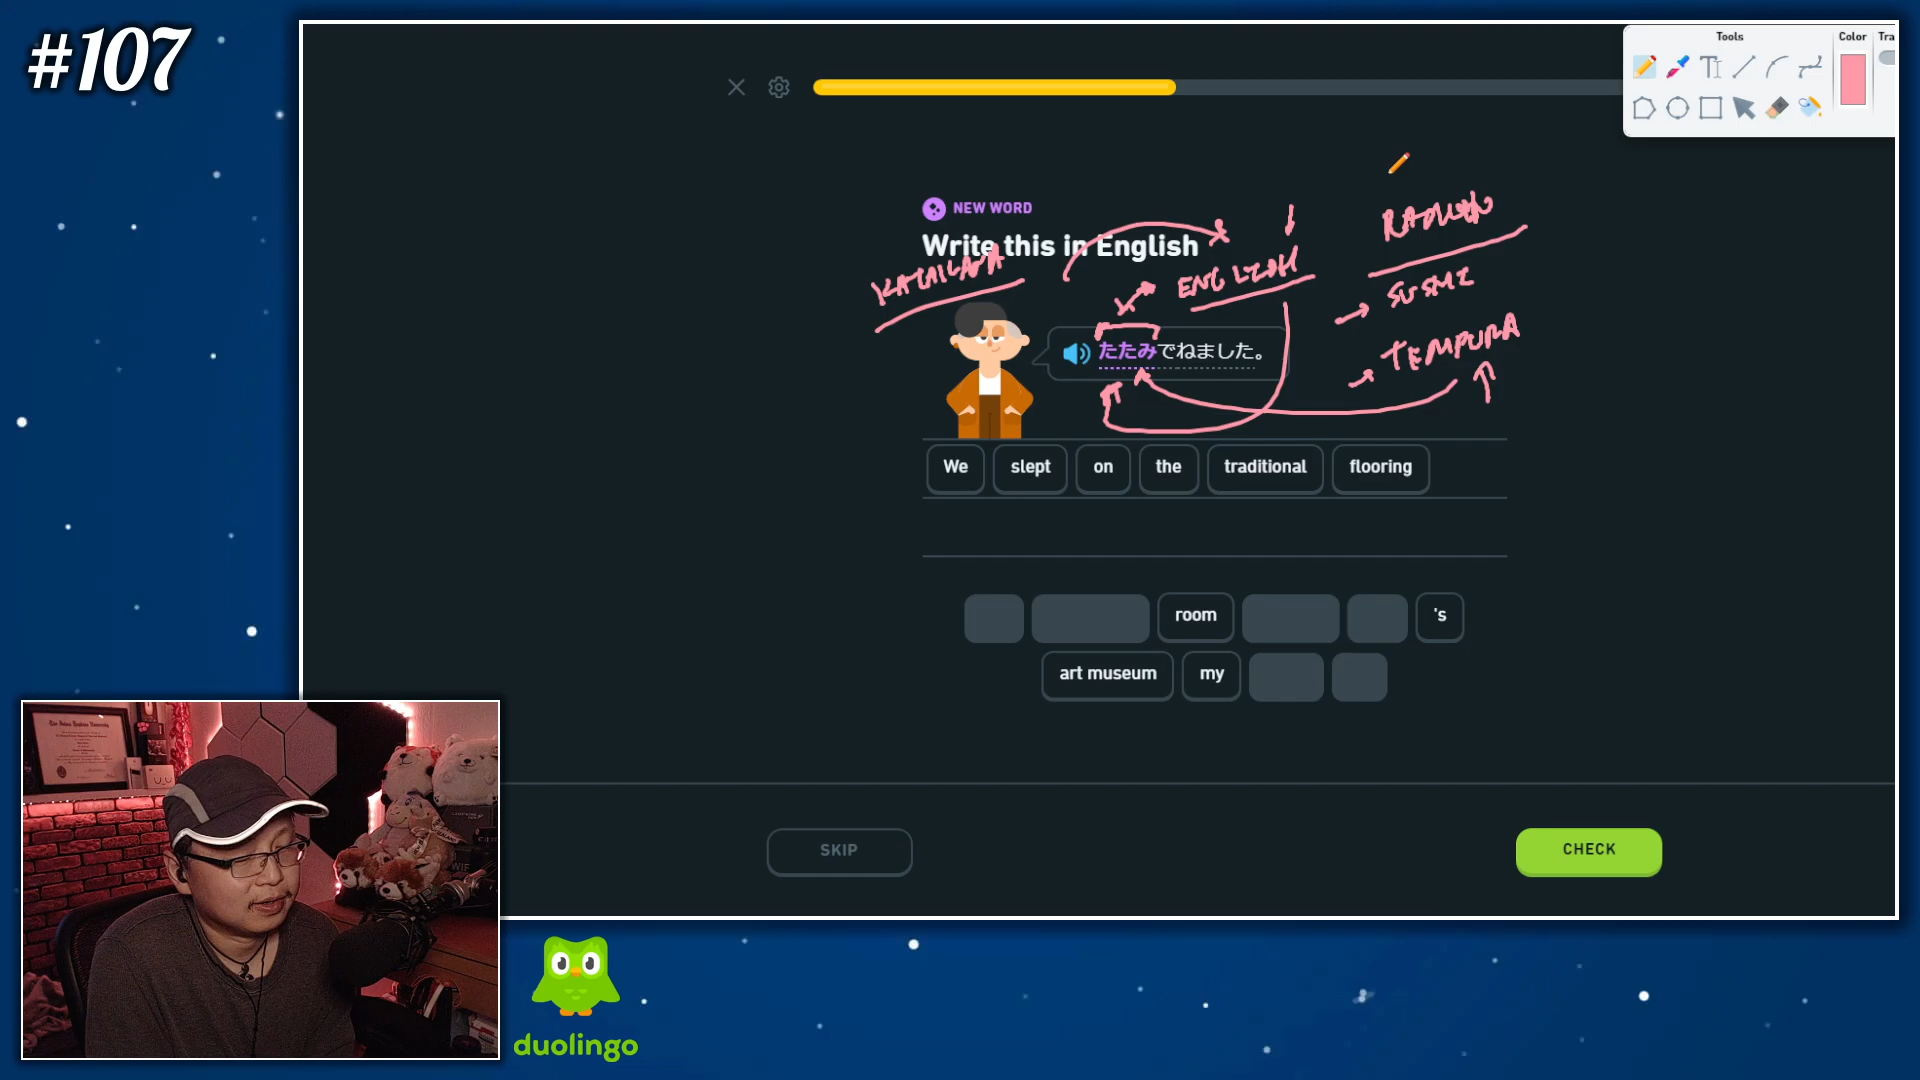 #107
Tools
Color
Tra
NEW WORD
Write this in English
KATAKANA
ENGLISH
RAMEN
SUSHI
TEMPURA
たたみでねました。
We slept on the traditional flooring
room
's
art museum
my
SKIP
CHECK
duolingo